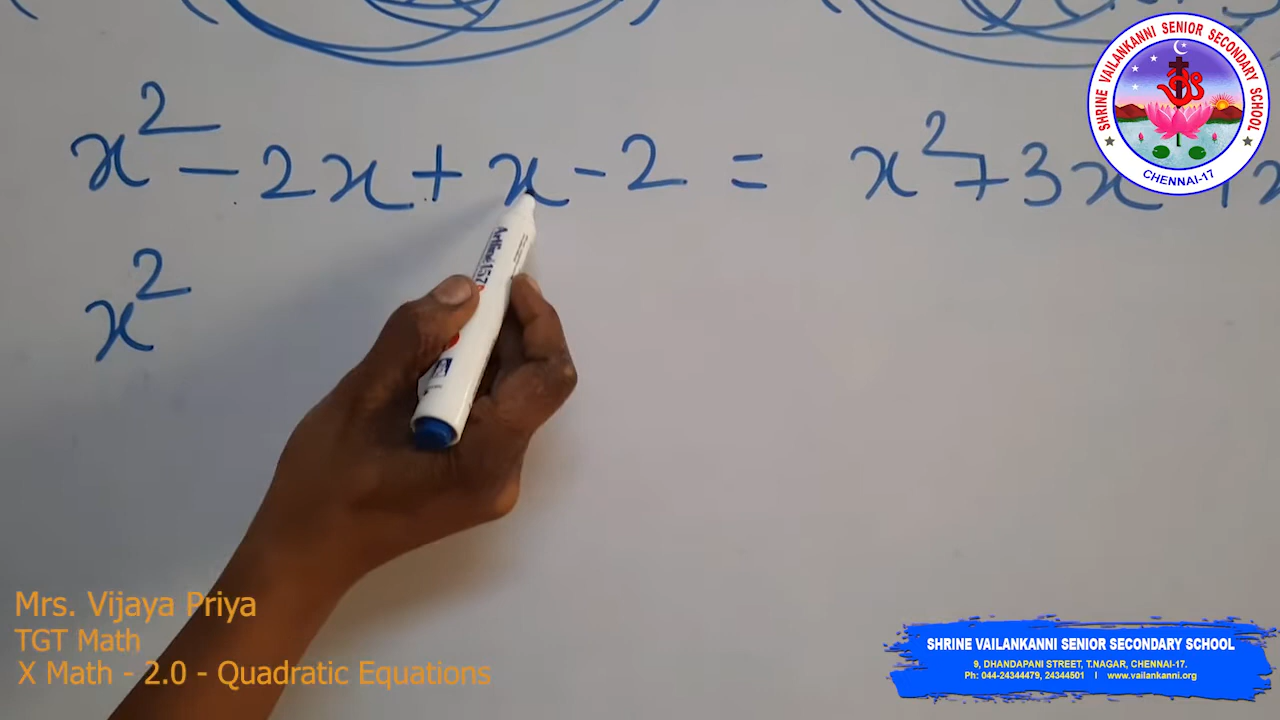 x² - 2x + x - 2 = x² + 3x + x
x²
Artline 157
SHRINE VAILANKANNI SENIOR SECONDARY SCHOOL
CHENNAI-17
Mrs. Vijaya Priya
TGT Math
X Math - 2.0 - Quadratic Equations
SHRINE VAILANKANNI SENIOR SECONDARY SCHOOL
9, DHANDAPANI STREET, T.NAGAR, CHENNAI-17.
Ph: 044-24344479, 24344501 I www.vailankanni.org